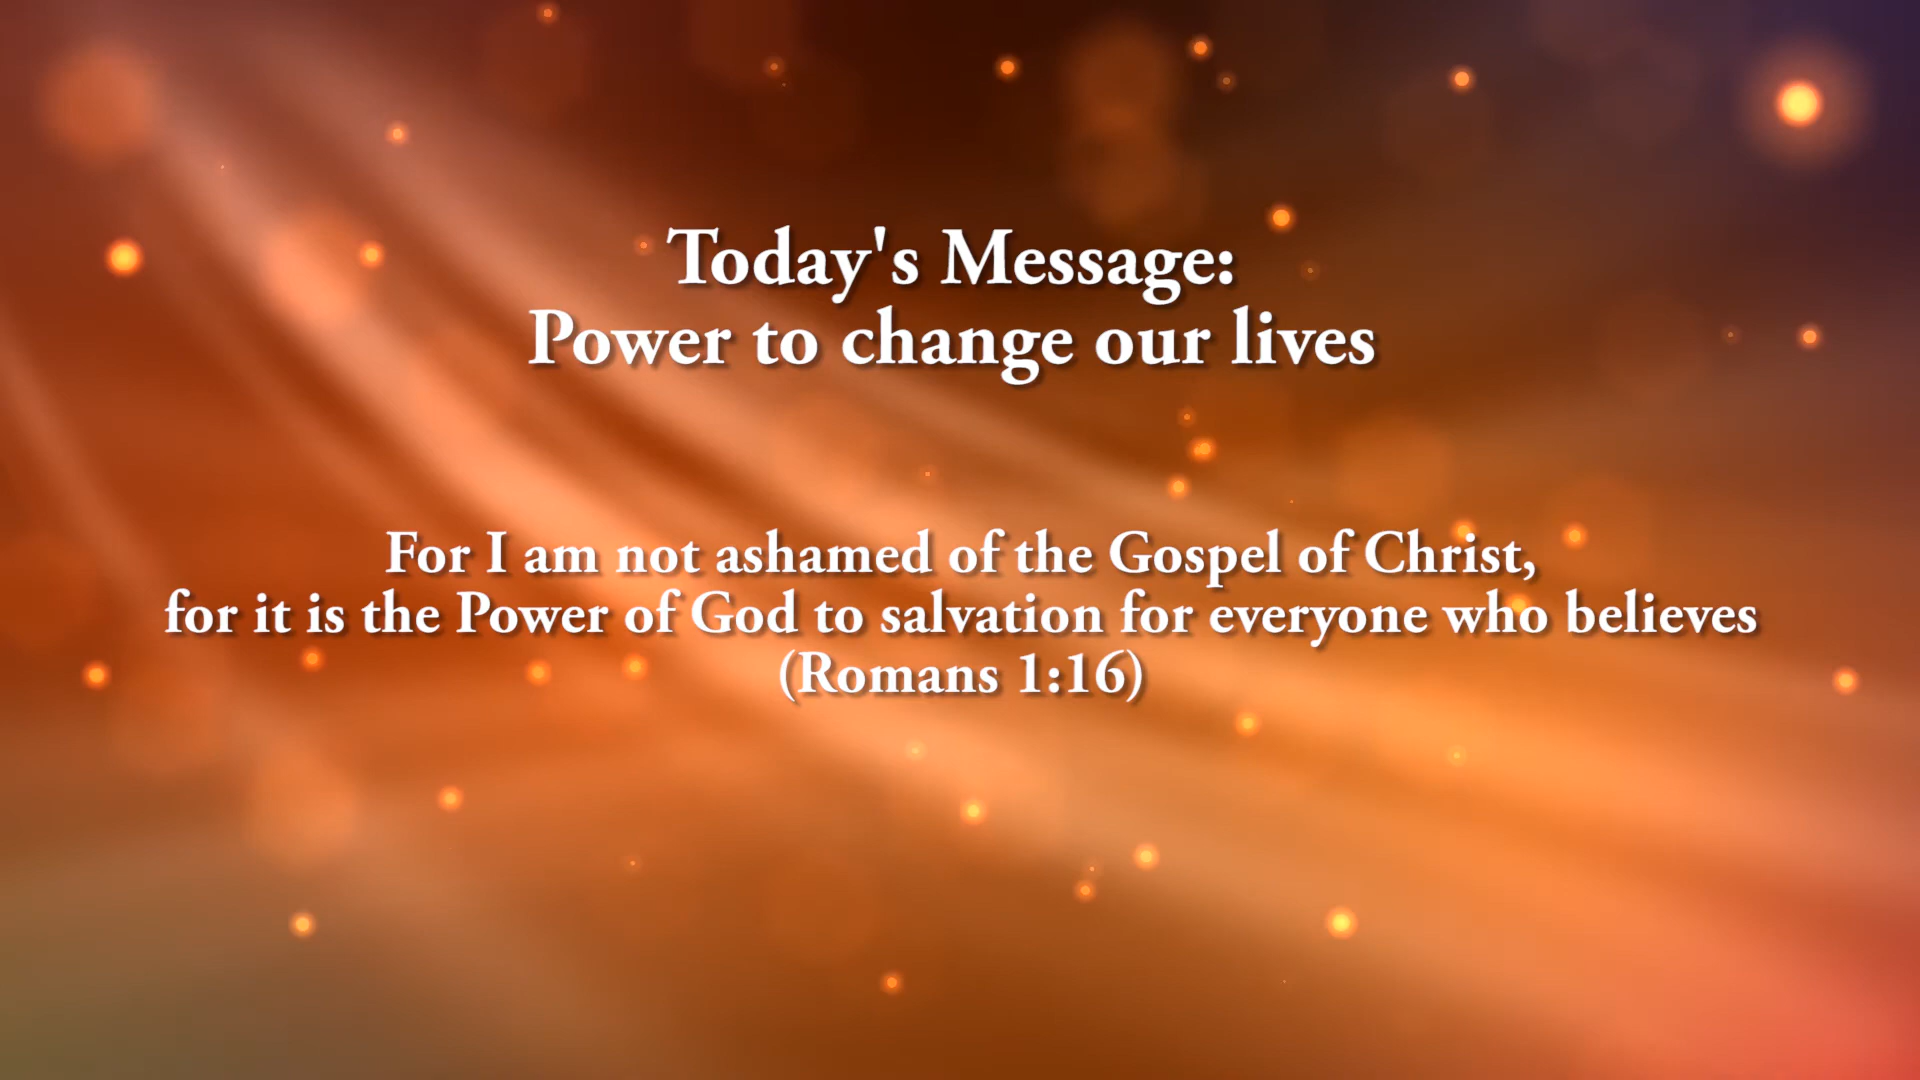 Today's Message:
Power to change our lives
For I am not ashamed of the Gospel of Christ,
for it is the Power of God to salvation for everyone who believes
(Romans 1:16)